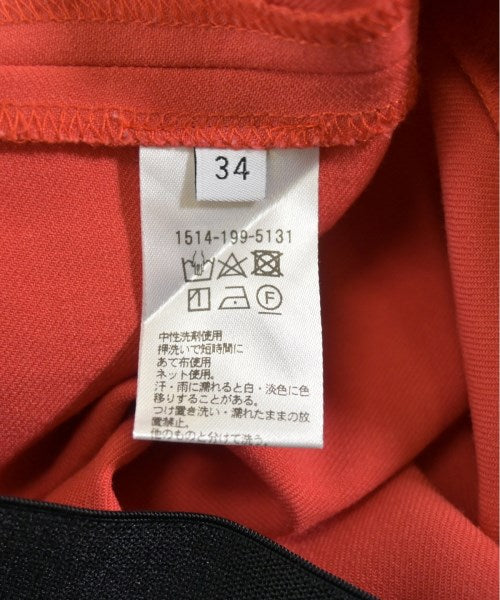 34
1514-199-5131
F
中性洗剤使用
押洗いで短時間に
あて布使用
ネット使用。
汗・雨に濡れると白・淡色に色
移りすることがある。
つけ置き洗い・濡れたままの放
置禁止。
他のものと分けて洗う。